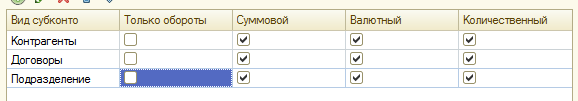 Вид субконто Только обороты Суммовой Валютный Количественный
Контрагенты
Договоры
Подразделение